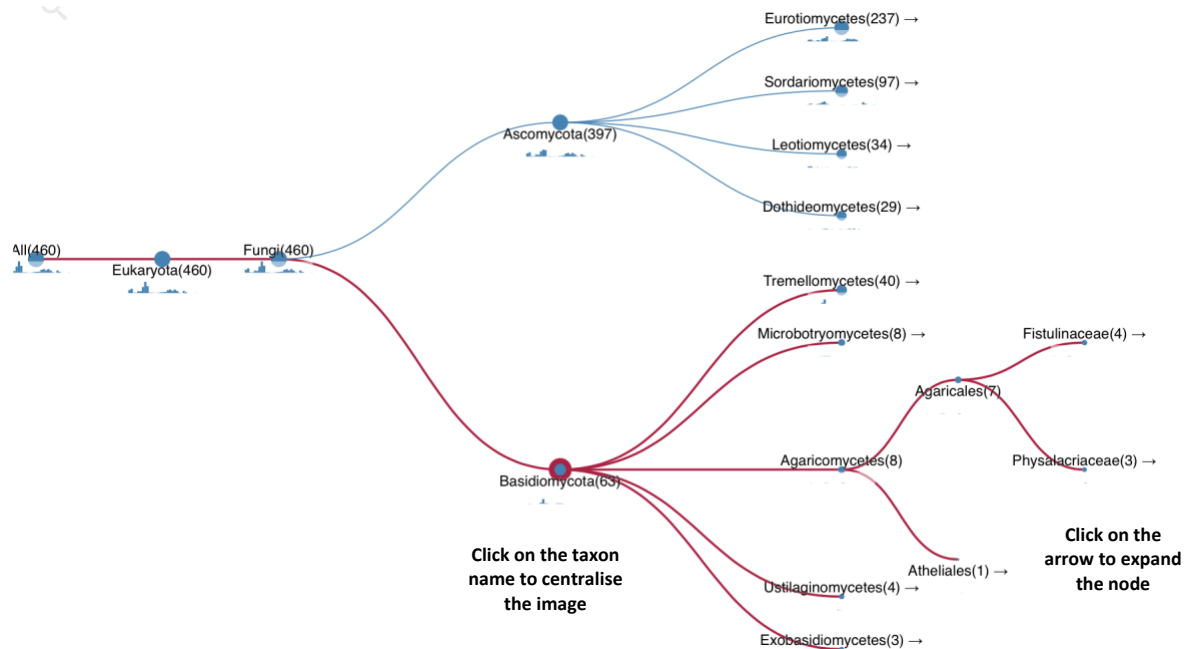 Eurotiomycetes(237) →
Sordariomycetes(97) →
Ascomycota(397)
Leotiomycetes(34) →
Dothideomycetes(29) →
All(460)
Eukaryota(460)
Fungi(460)
Tremellomycetes(40) →
Microbotryomycetes(8) →
Fistulinaceae(4) →
Agaricales(7)
Basidiomycota(63)
Agaricomycetes(8)
Physalacriaceae(3) →
Click on the taxon
name to centralise
the image
Click on the
arrow to expand
the node
Atheliales(1) →
Ustilaginomycetes(4) →
Exobasidiomycetes(3) →